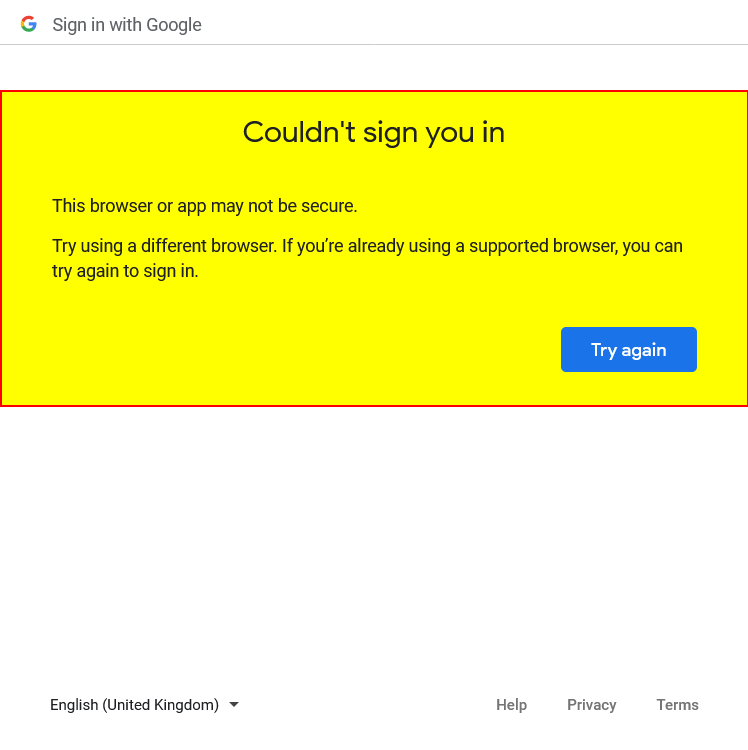 Sign in with Google
Couldn't sign you in
This browser or app may not be secure.
Try using a different browser. If you’re already using a supported browser, you can
try again to sign in.
Try again
English (United Kingdom)
Help
Privacy
Terms